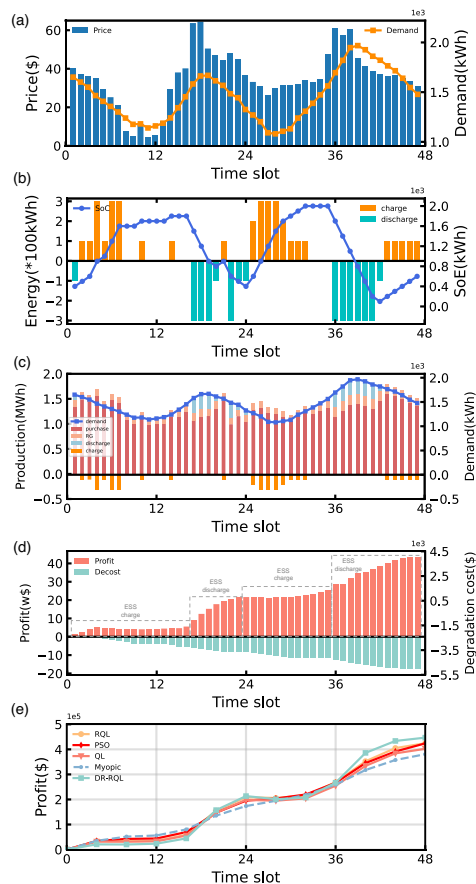 (a)
Price
Demand
60
40
20
0
Price($)
1e3
2.0
1.5
1.0
Demand(kWh)
1 12 24 36 48
Time slot
(b)
SoC
charge
discharge
3
2
1
0
1
2
3
Energy(*100kWh)
1e3
2.0
1.6
1.2
0.8
0.4
0.0
SoE(kWh)
0 12 24 36 48
Time slot
(c)
2.0
1.5
1.0
0.5
0.0
−0.5
Production(MWh)
demand
purchase
RG
discharge
charge
1e3
2.0
1.5
1.0
0.5
0.0
−0.5
Demand(kWh)
0 12 24 36 48
Time slot
(d)
Profit
Decost
40
30
20
10
0
−10
−20
Profit(w$)
ESS
charge
ESS
discharge
ESS
charge
ESS
discharge
1e3
4.5
3.5
0.5
−2.5
−3.5
−5.5
Degradation cost($)
0 12 24 36 48
Time slot
(e)
1e5
RQL
PSO
QL
Myopic
DR-RQL
5
4
3
2
1
0
Profit($)
0 12 24 36 48
Time slot